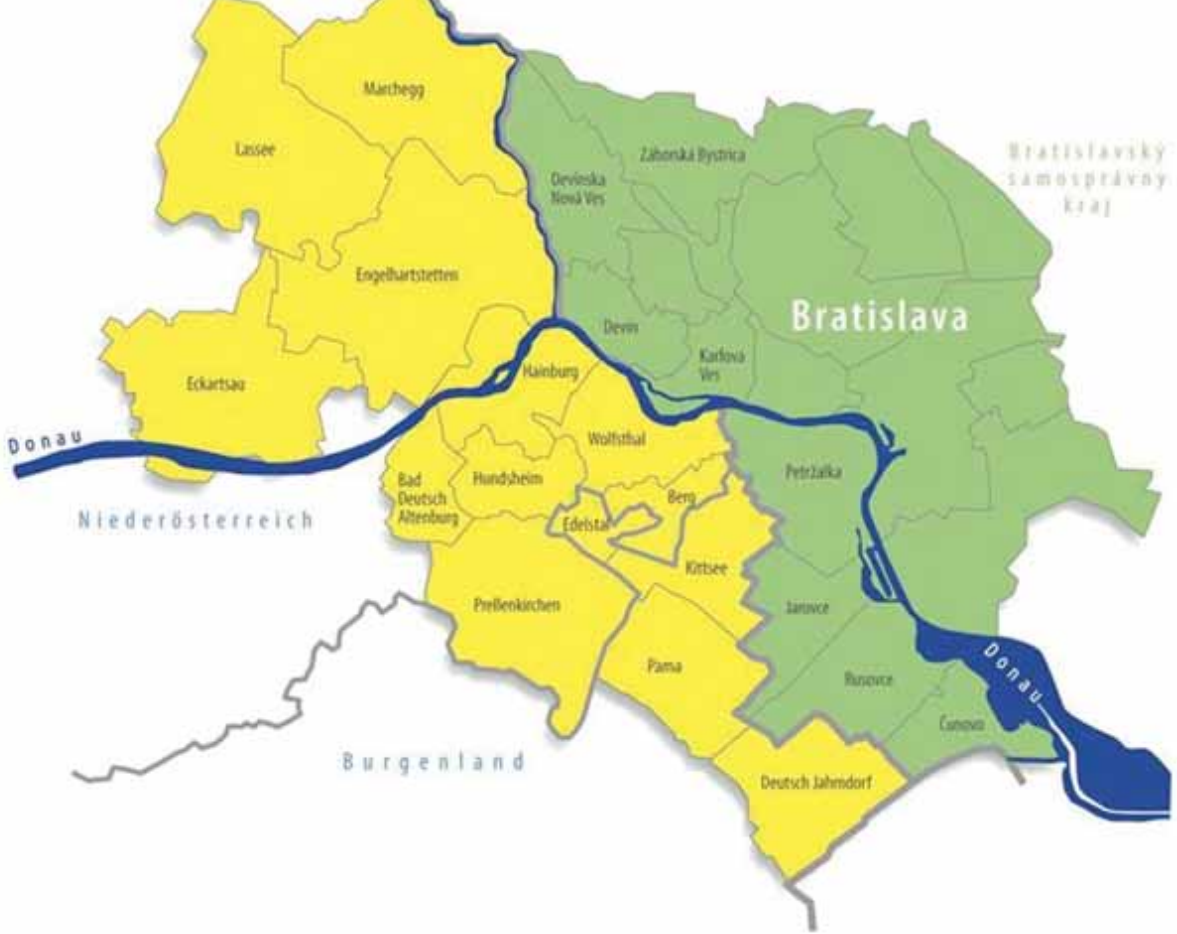 Marchegg
Lassee
Záhorská Bystrica
Bratislavský
samosprávny
kraj
Devínska
Nová Ves
Engelhartstetten
Bratislava
Devín
Karlova
Ves
Hainburg
Eckartsau
Donau
Wolfsthal
Petržalka
Hundsheim
Bad
Deutsch
Altenburg
Berg
Niederösterreich
Edelstal
Kittsee
Preßenkirchen
Jarovce
Pama
Rusovce
Donau
Čunovo
Burgenland
Deutsch Jahrndorf